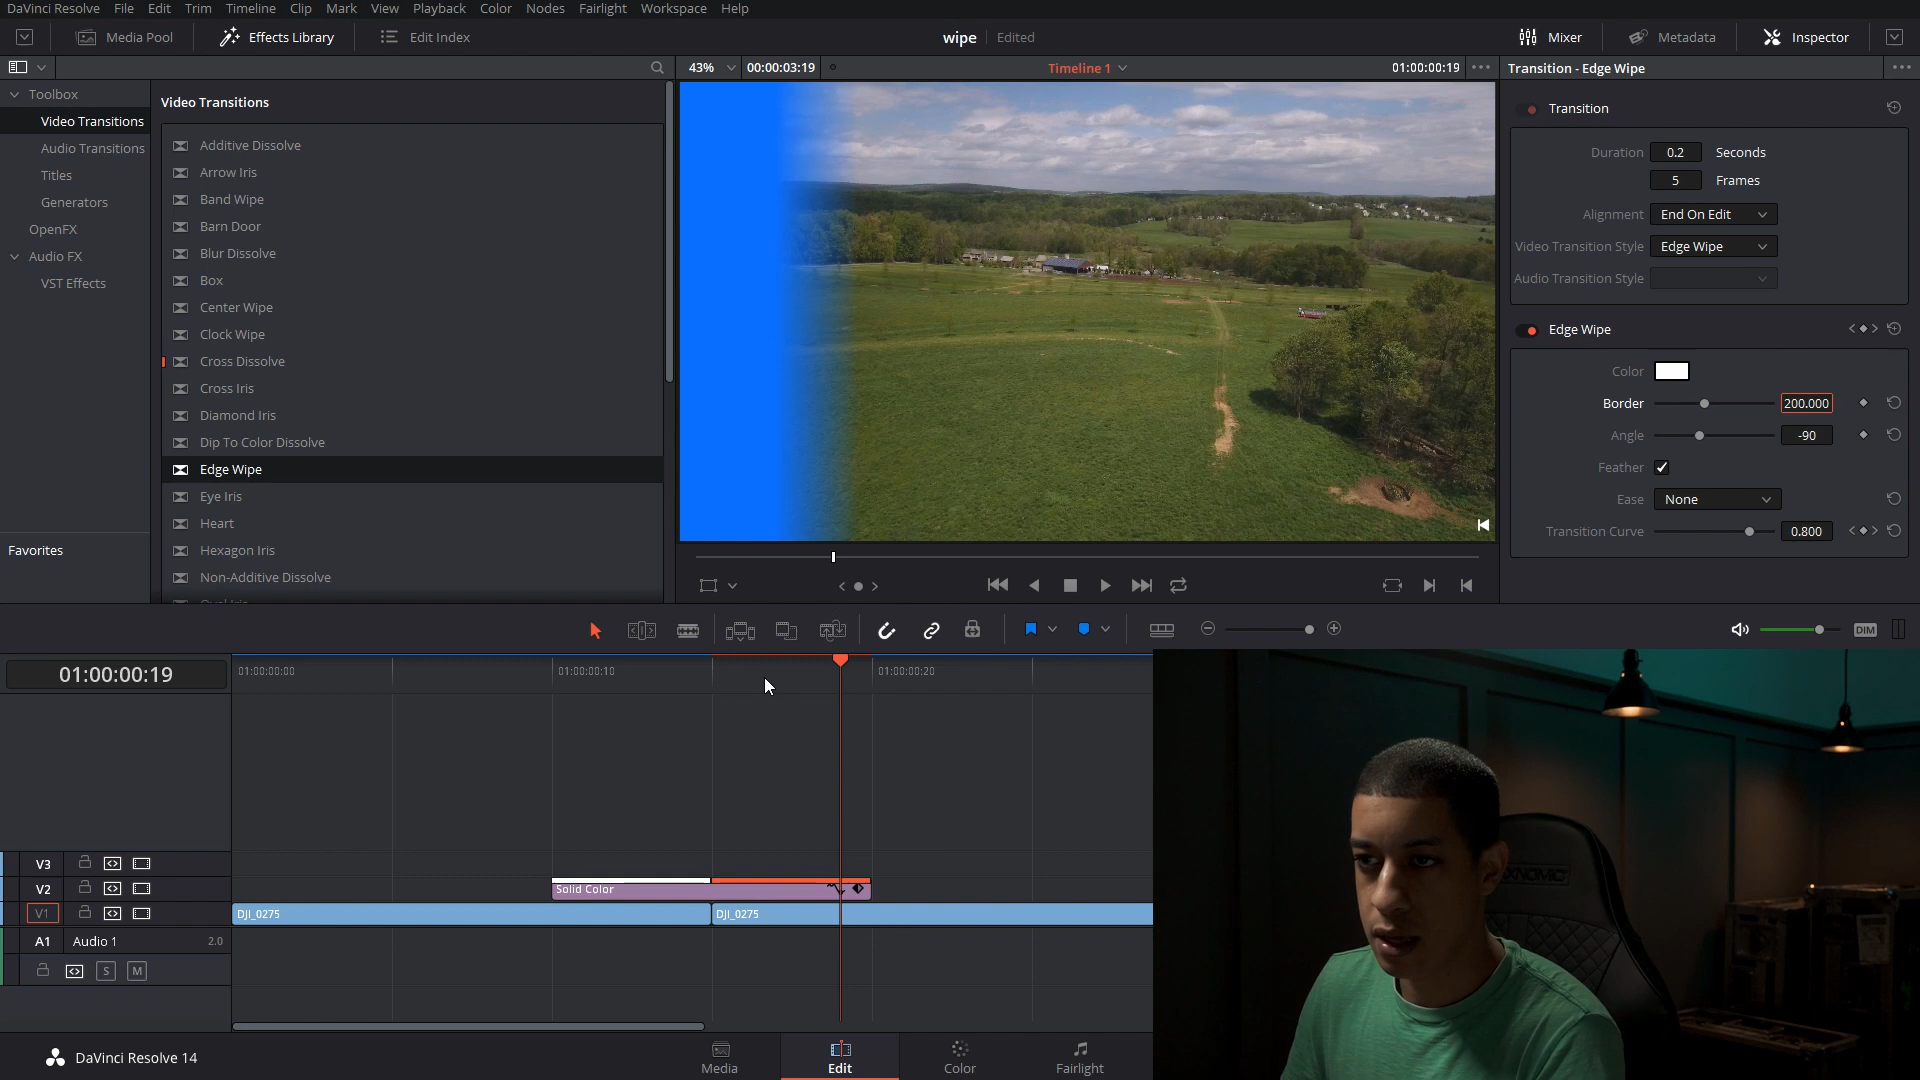 DaVinci Resolve File Edit Trim Timeline Clip Mark View Playback Color Nodes Fairlight Workspace Help
Media Pool Effects Library Edit Index wipe Edited Mixer Metadata Inspector
43% 00:00:03:19 Timeline 1 01:00:00:19 Transition - Edge Wipe
Toolbox
Video Transitions
Audio Transitions
Titles
Generators
OpenFX
Audio FX
VST Effects
Favorites
Video Transitions
Additive Dissolve
Arrow Iris
Band Wipe
Barn Door
Blur Dissolve
Box
Center Wipe
Clock Wipe
Cross Dissolve
Cross Iris
Diamond Iris
Dip To Color Dissolve
Edge Wipe
Eye Iris
Heart
Hexagon Iris
Non-Additive Dissolve
Transition
Duration 0.2 Seconds
5 Frames
Alignment End On Edit
Video Transition Style Edge Wipe
Audio Transition Style
Edge Wipe
Color
Border 200.000
Angle -90
Feather
Ease None
Transition Curve 0.800
DIM
01:00:00:19 01:00:00:00 01:00:00:10 01:00:00:20
V3
V2 Solid Color
V1 DJI_0275 DJI_0275
A1 Audio 1 2.0
S M
DaVinci Resolve 14 Media Edit Color Fairlight